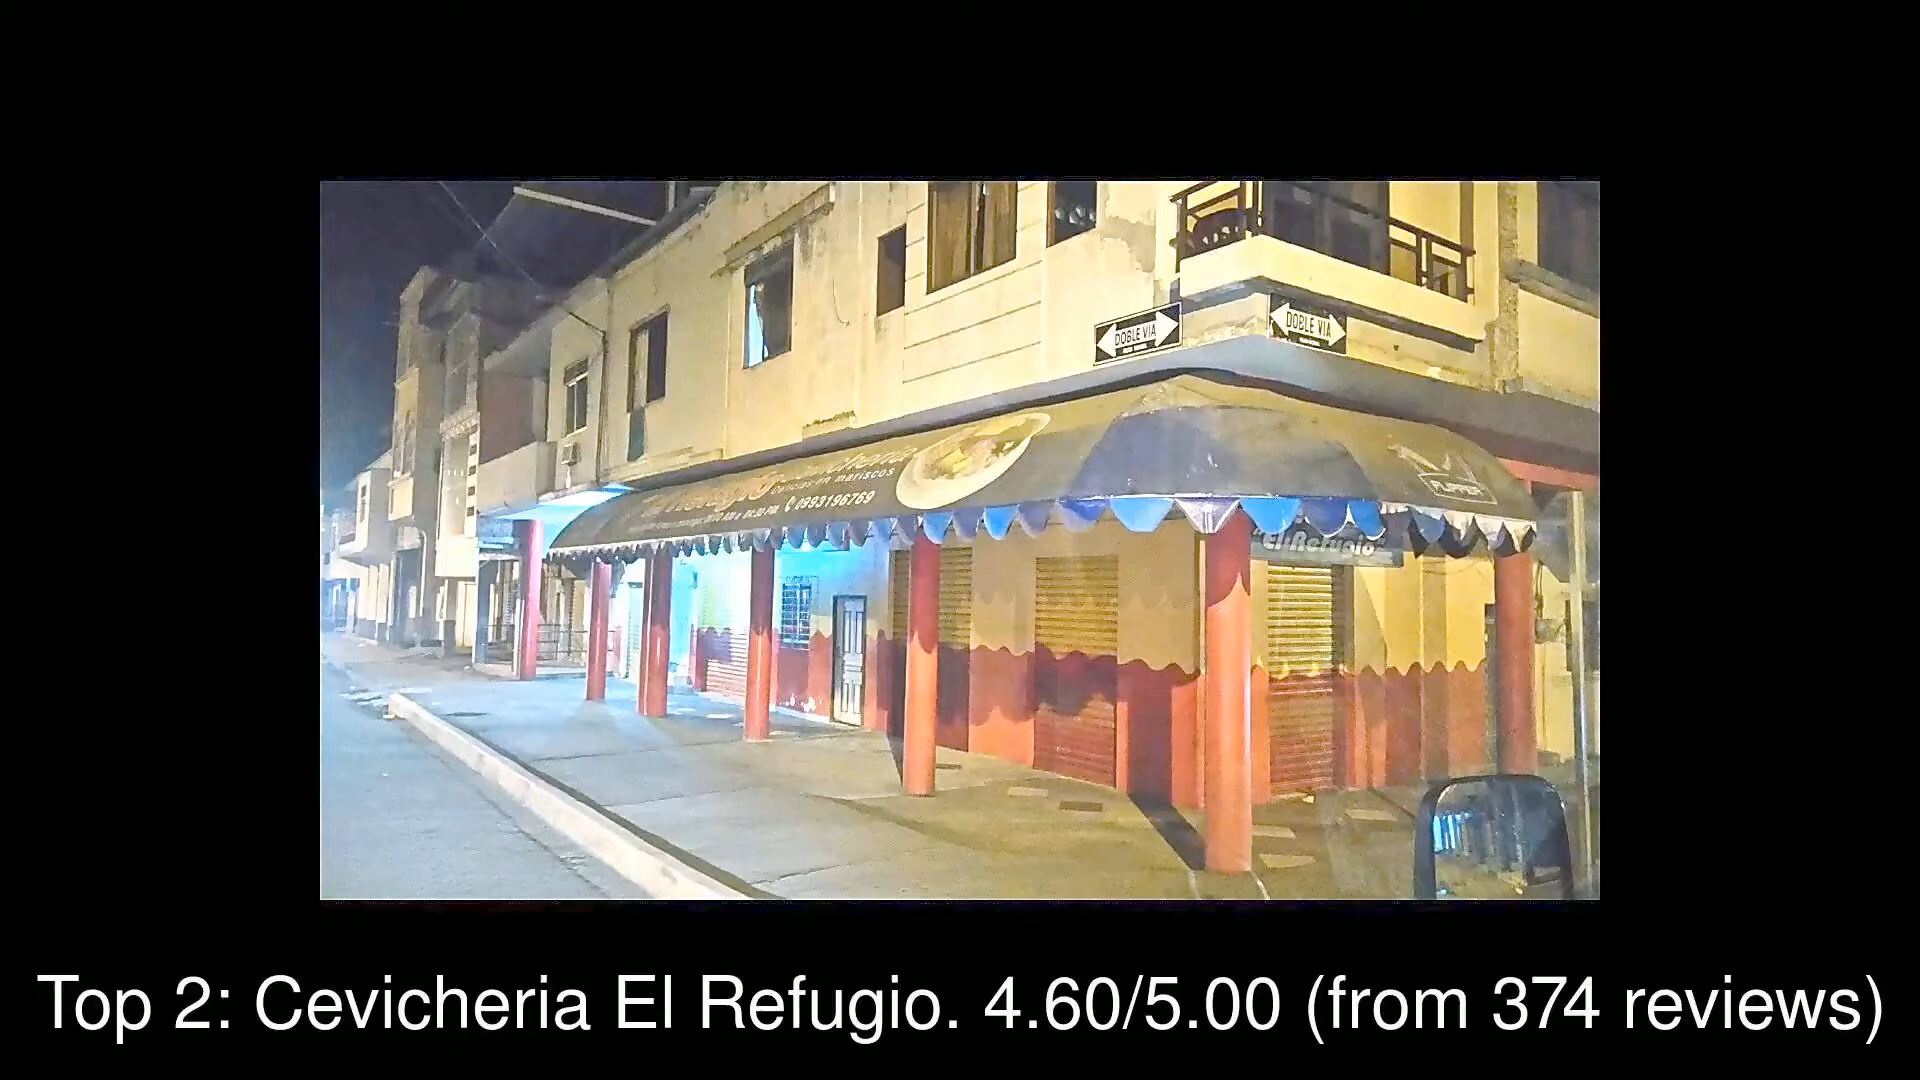 DOBLE VIA
DOBLE VIA
delicias en mariscos
0993196769
FLIPPER
"El Refugio"
Top 2: Cevicheria El Refugio. 4.60/5.00 (from 374 reviews)